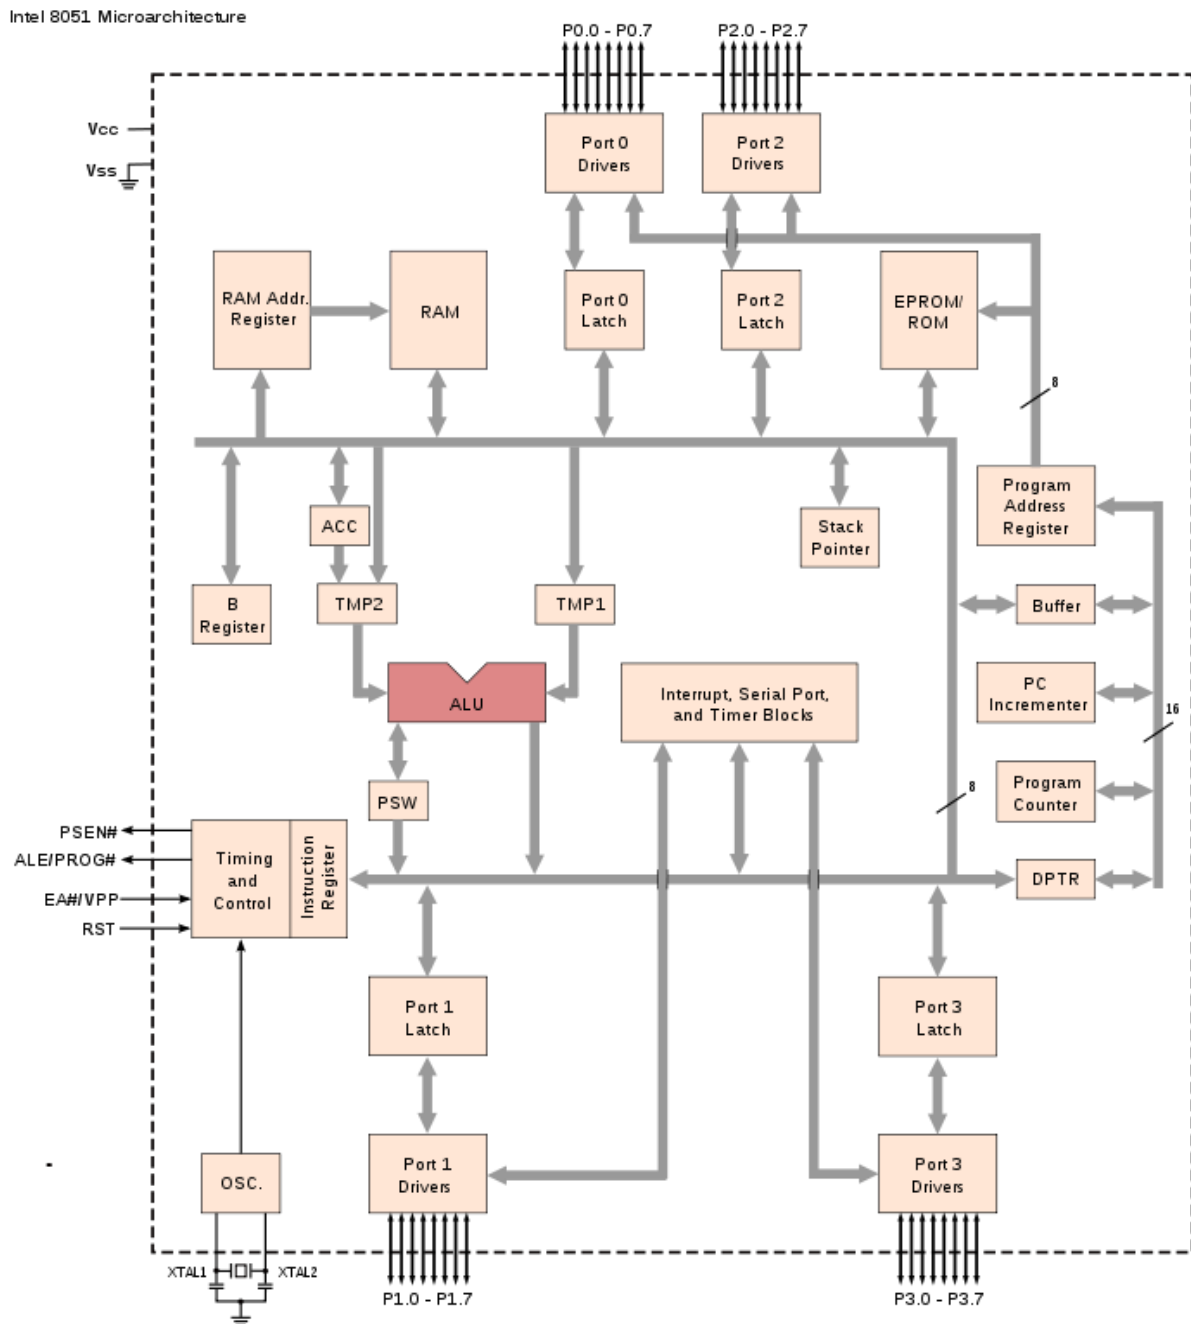 Intel 8051 Microarchitecture
P0.0 - P0.7
P2.0 - P2.7
Vcc
Vss
Port 0
Drivers
Port 2
Drivers
RAM Addr.
Register
RAM
Port 0
Latch
Port 2
Latch
EPROM/
ROM
8
Program
Address
Register
ACC
Stack
Pointer
B
Register
TMP2
TMP1
Buffer
ALU
Interrupt, Serial Port,
and Timer Blocks
PC
Incrementer
16
PSW
8
Program
Counter
PSEN#
ALE/PROG#
EA#/VPP
RST
Timing
and
Control
Instruction
Register
DPTR
Port 1
Latch
Port 3
Latch
OSC.
Port 1
Drivers
Port 3
Drivers
XTAL1
XTAL2
P1.0 - P1.7
P3.0 - P3.7